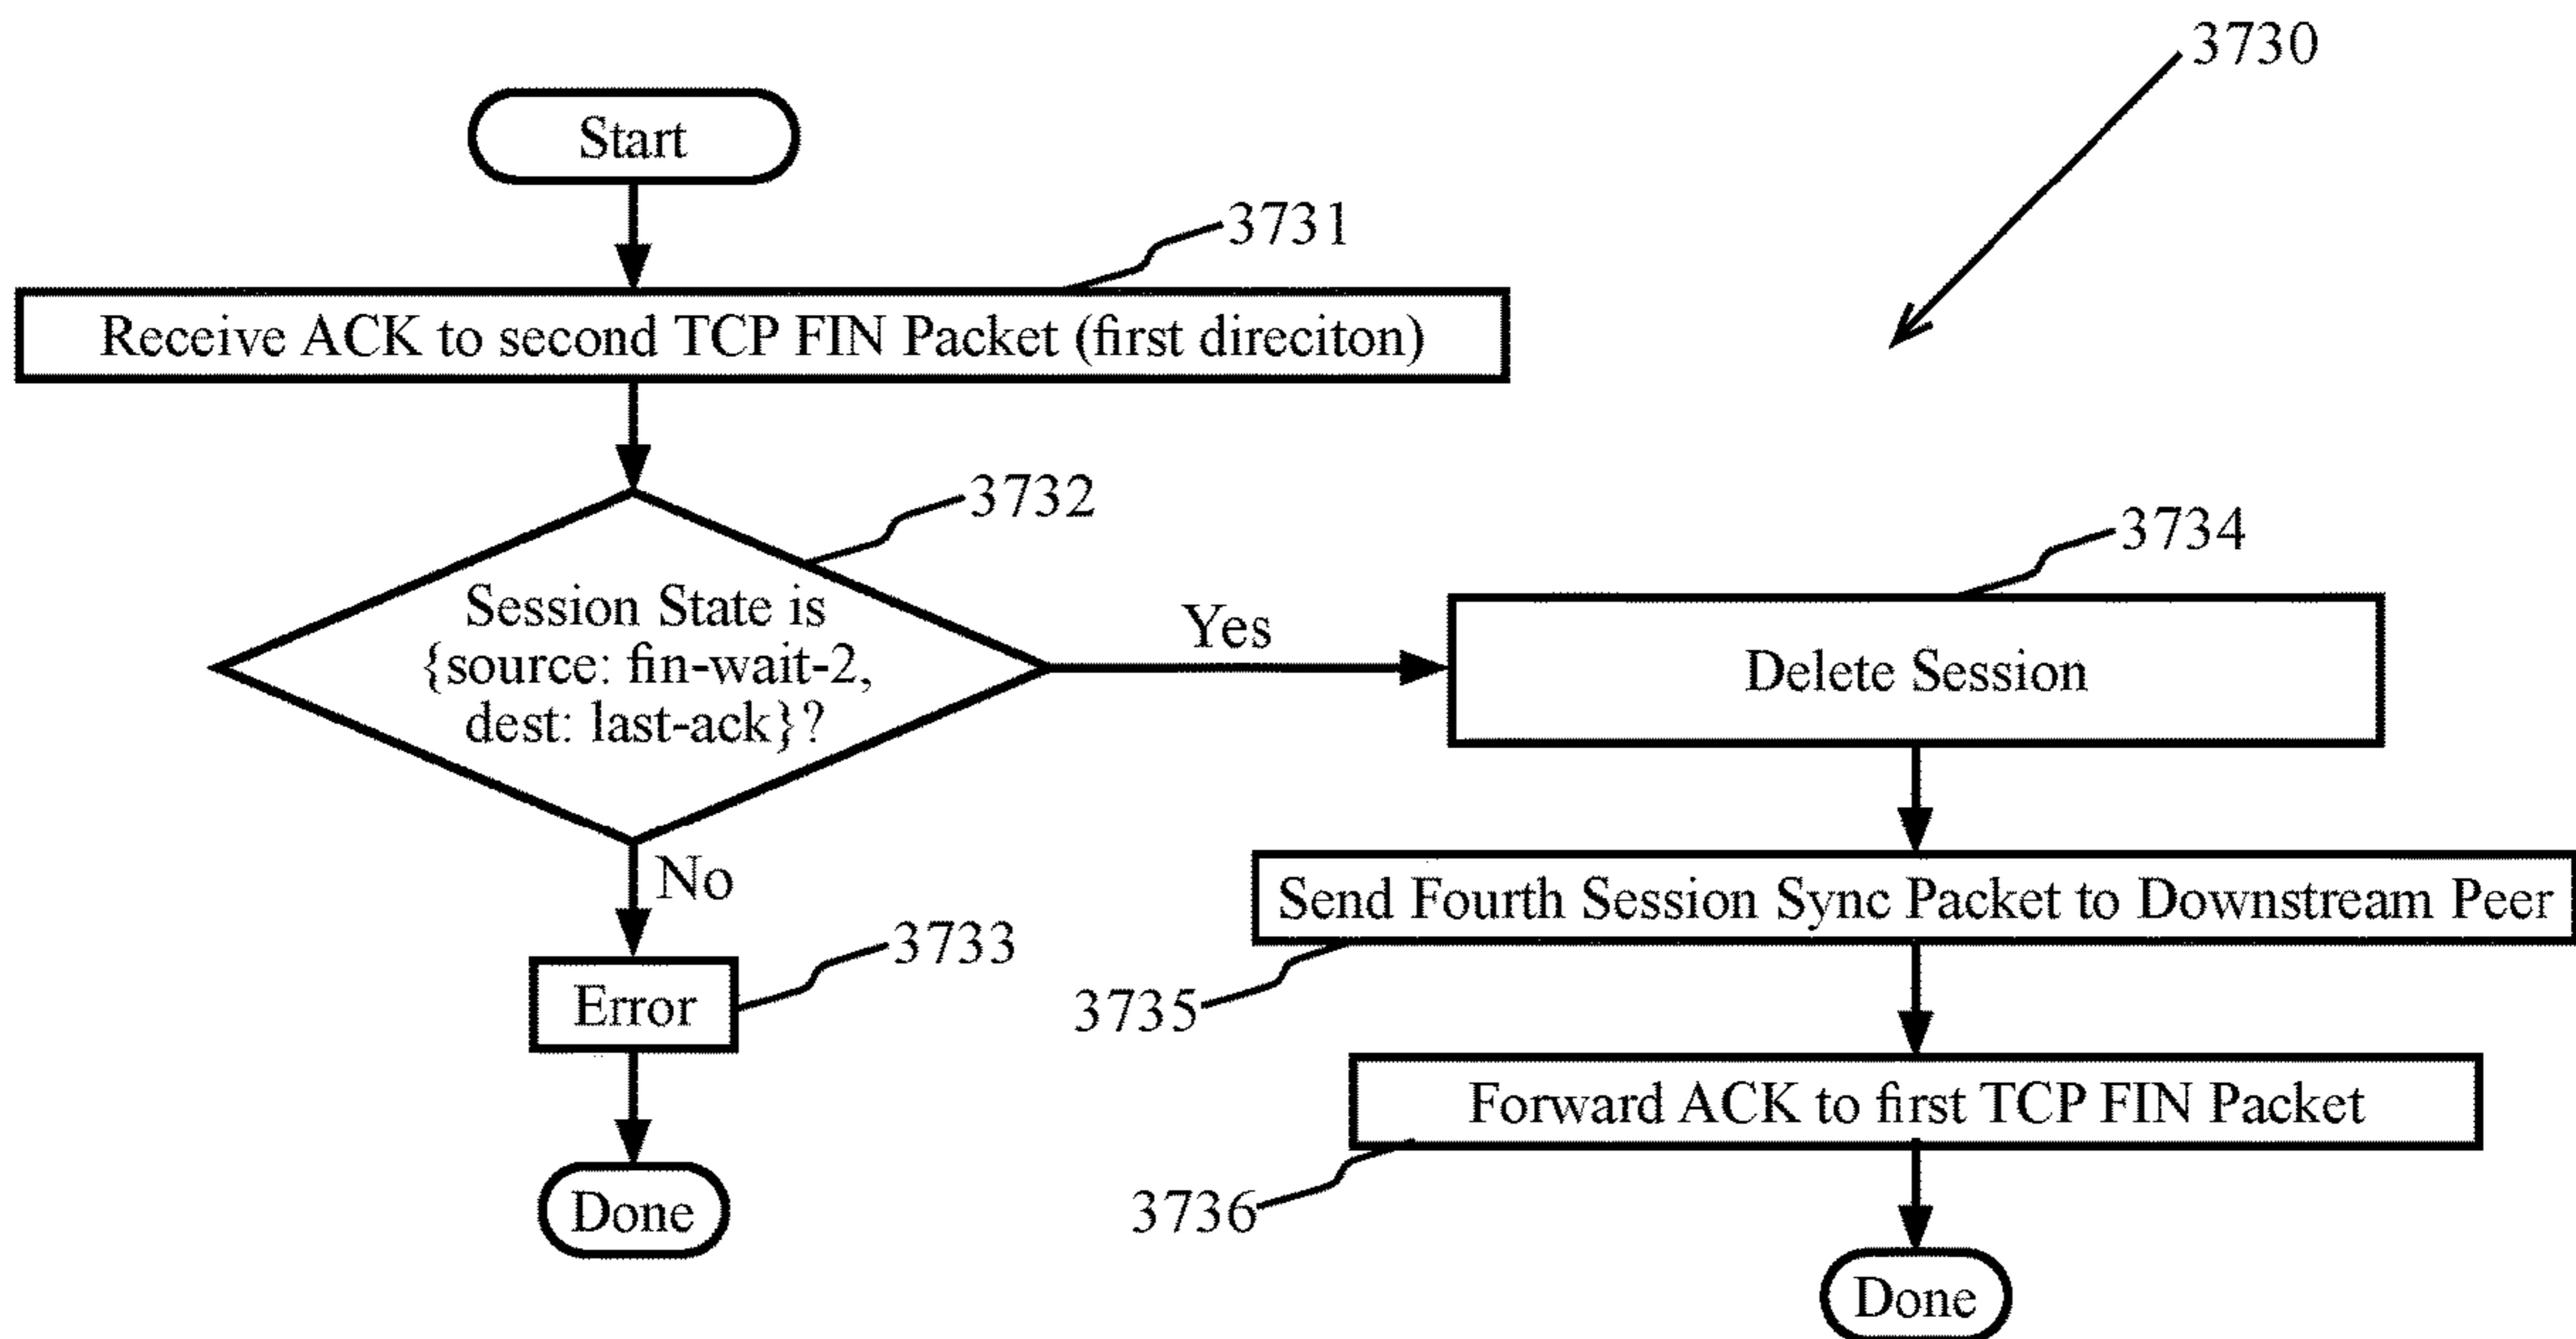 3730
Start
3731
Receive ACK to second TCP FIN Packet (first direciton)
3732
Session State is
{source: fin-wait-2,
dest: last-ack}?
Yes
3734
Delete Session
No
Send Fourth Session Sync Packet to Downstream Peer
3733
Error
3735
Forward ACK to first TCP FIN Packet
3736
Done
Done